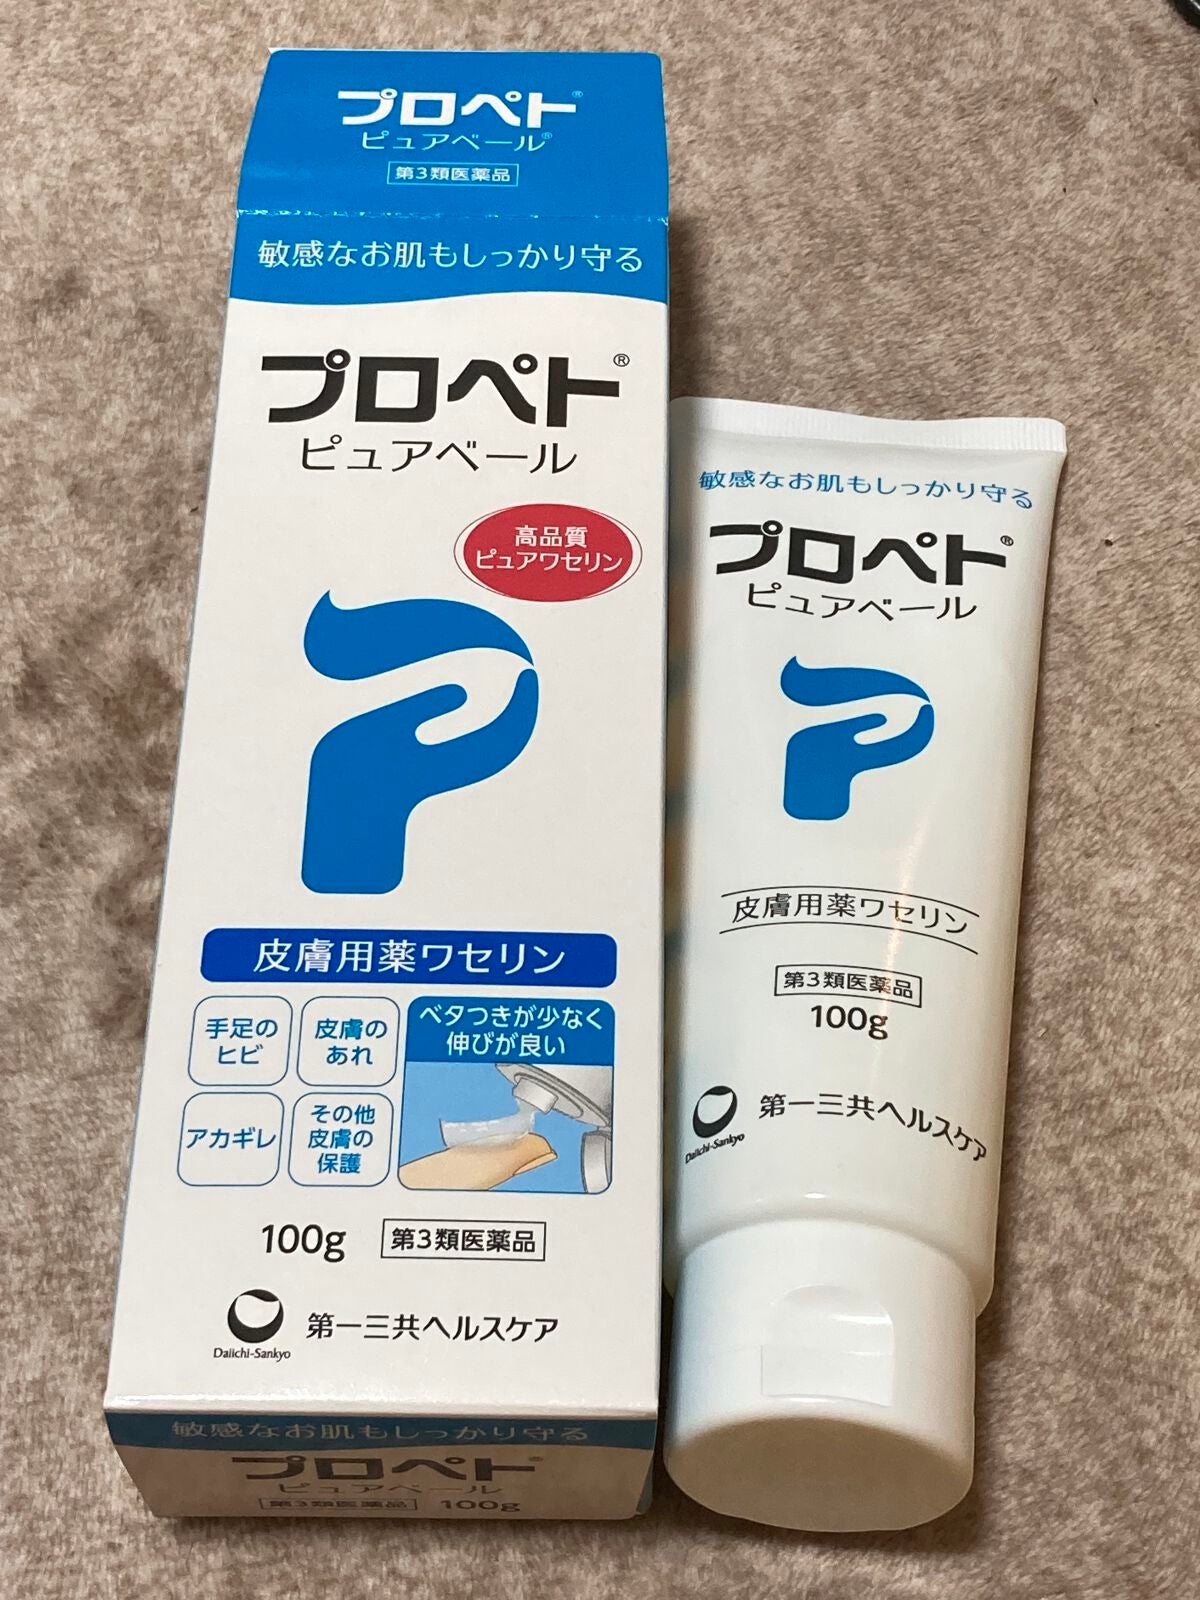 プロペト®
ピュアベール®
第3類医薬品
敏感なお肌もしっかり守る
プロペト®
ピュアベール
高品質
ピュアワセリン
皮膚用薬ワセリン
手足の
ヒビ
皮膚の
あれ
アカギレ
その他
皮膚の
保護
ベタつきが少なく
伸びが良い
100g
第3類医薬品
Daiichi-Sankyo
第一三共ヘルスケア
敏感なお肌もしっかり守る
プロペト®
ピュアベール
第3類医薬品
100g
敏感なお肌もしっかり守る
プロペト®
ピュアベール
皮膚用薬ワセリン
第3類医薬品
100g
Daiichi-Sankyo
第一三共ヘルスケア